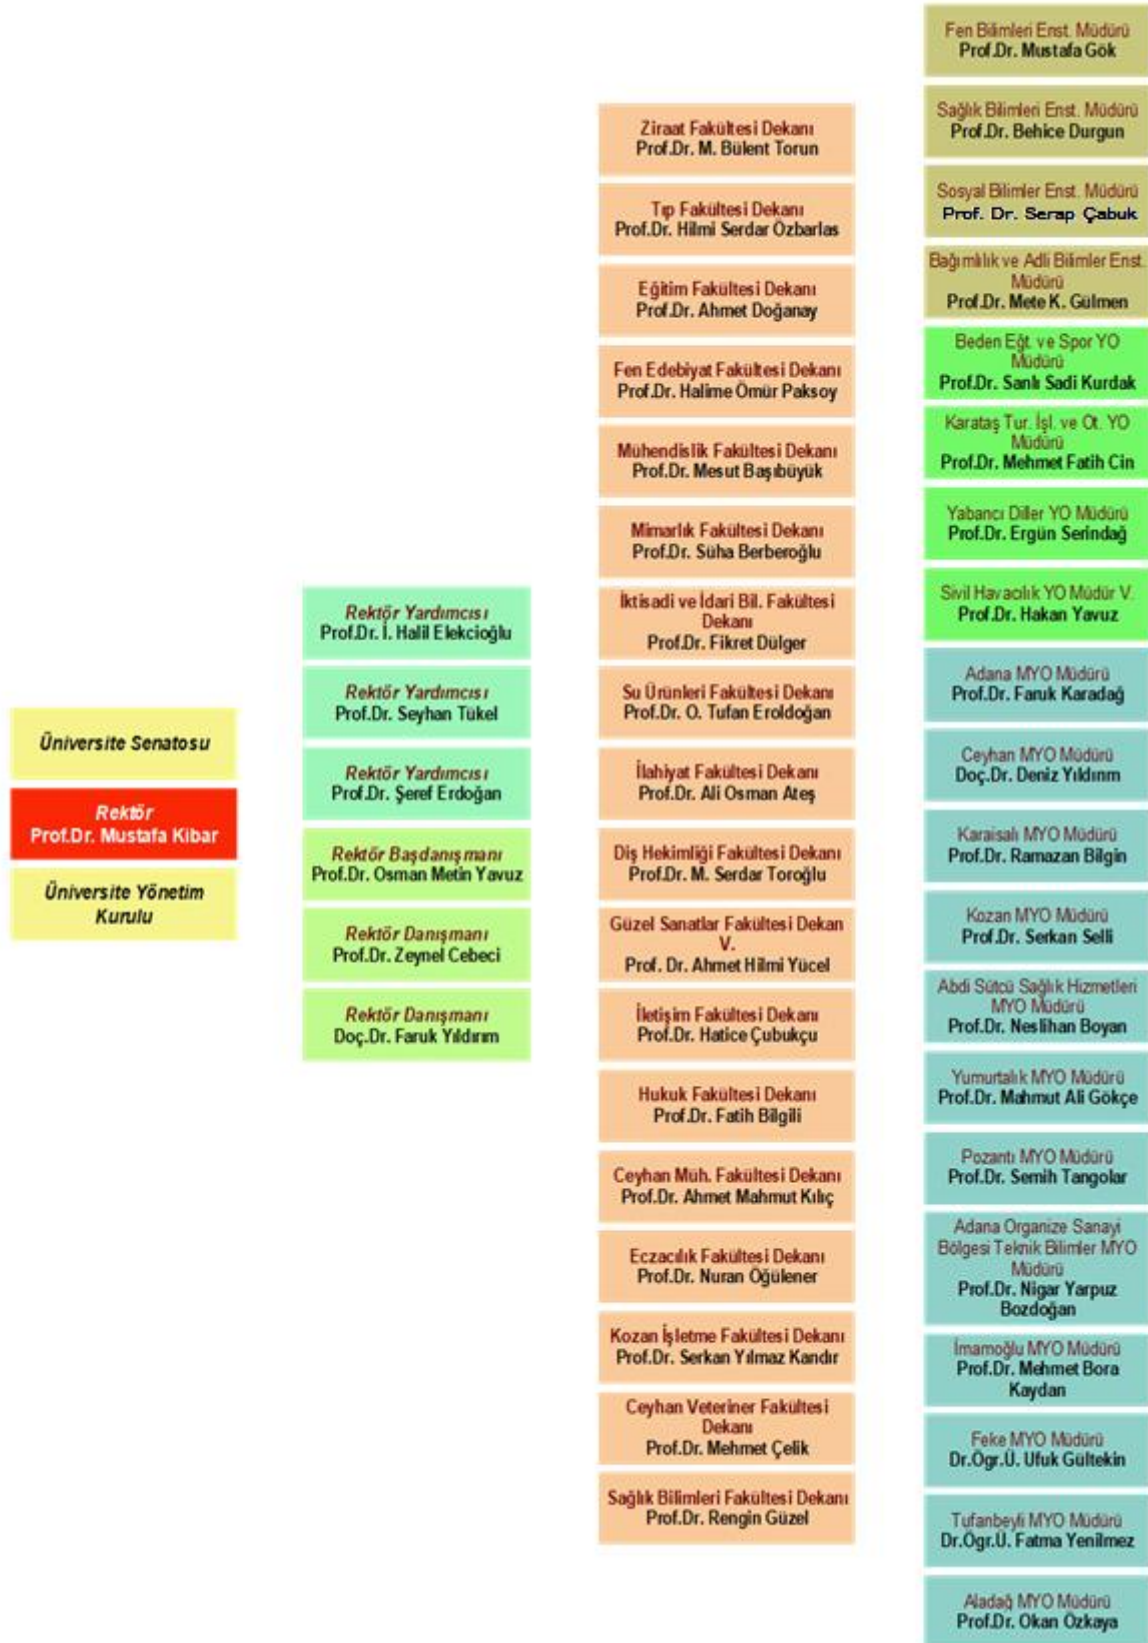 Üniversite Senatosu
Rektör
Prof.Dr. Mustafa Kibar
Üniversite Yönetim
Kurulu
Rektör Yardımcısı
Prof.Dr. İ. Halil Elekcioğlu
Rektör Yardımcısı
Prof.Dr. Seyhan Tükel
Rektör Yardımcısı
Prof.Dr. Şeref Erdoğan
Rektör Başdanışmanı
Prof.Dr. Osman Metin Yavuz
Rektör Danışmanı
Prof.Dr. Zeynel Cebeci
Rektör Danışmanı
Doç.Dr. Faruk Yıldırım
Ziraat Fakültesi Dekanı
Prof.Dr. M. Bülent Torun
Tıp Fakültesi Dekanı
Prof.Dr. Hilmi Serdar Özbarlas
Eğitim Fakültesi Dekanı
Prof.Dr. Ahmet Doğanay
Fen Edebiyat Fakültesi Dekanı
Prof.Dr. Halime Ömür Paksoy
Mühendislik Fakültesi Dekanı
Prof.Dr. Mesut Başıbüyük
Mimarlık Fakültesi Dekanı
Prof.Dr. Süha Berberoğlu
İktisadi ve İdari Bil. Fakültesi
Dekanı
Prof.Dr. Fikret Dülger
Su Ürünleri Fakültesi Dekanı
Prof.Dr. O. Tufan Eroldoğan
İlahiyat Fakültesi Dekanı
Prof.Dr. Ali Osman Ateş
Diş Hekimliği Fakültesi Dekanı
Prof.Dr. M. Serdar Toroğlu
Güzel Sanatlar Fakültesi Dekan
V.
Prof. Dr. Ahmet Hilmi Yücel
İletişim Fakültesi Dekanı
Prof.Dr. Hatice Çubukçu
Hukuk Fakültesi Dekanı
Prof.Dr. Fatih Bilgili
Ceyhan Müh. Fakültesi Dekanı
Prof.Dr. Ahmet Mahmut Kılıç
Eczacılık Fakültesi Dekanı
Prof.Dr. Nuran Öğülener
Kozan İşletme Fakültesi Dekanı
Prof.Dr. Serkan Yılmaz Kandır
Ceyhan Veteriner Fakültesi
Dekanı
Prof.Dr. Mehmet Çelik
Sağlık Bilimleri Fakültesi Dekanı
Prof.Dr. Rengin Güzel
Fen Bilimleri Enst. Müdürü
Prof.Dr. Mustafa Gök
Sağlık Bilimleri Enst. Müdürü
Prof.Dr. Behice Durgun
Sosyal Bilimler Enst. Müdürü
Prof. Dr. Serap Çabuk
Bağımlılık ve Adli Bilimler Enst.
Müdürü
Prof.Dr. Mete K. Gülmen
Beden Eğt. ve Spor YO
Müdürü
Prof.Dr. Sanlı Sadi Kurdak
Karataş Tur. İşl. ve Ot. YO
Müdürü
Prof.Dr. Mehmet Fatih Cin
Yabancı Diller YO Müdürü
Prof.Dr. Ergün Serindağ
Sivil Havacılık YO Müdür V.
Prof.Dr. Hakan Yavuz
Adana MYO Müdürü
Prof.Dr. Faruk Karadağ
Ceyhan MYO Müdürü
Doç.Dr. Deniz Yıldırım
Karaisalı MYO Müdürü
Prof.Dr. Ramazan Bilgin
Kozan MYO Müdürü
Prof.Dr. Serkan Selli
Abdi Sütcü Sağlık Hizmetleri
MYO Müdürü
Prof.Dr. Neslihan Boyan
Yumurtalık MYO Müdürü
Prof.Dr. Mahmut Ali Gökçe
Pozantı MYO Müdürü
Prof.Dr. Semih Tangolar
Adana Organize Sanayi
Bölgesi Teknik Bilimler MYO
Müdürü
Prof.Dr. Nigar Yarpuz
Bozdoğan
İmamoğlu MYO Müdürü
Prof.Dr. Mehmet Bora
Kaydan
Feke MYO Müdürü
Dr.Ögr.Ü. Ufuk Gültekin
Tufanbeyli MYO Müdürü
Dr.Ögr.Ü. Fatma Yenilmez
Aladağ MYO Müdürü
Prof.Dr. Okan Özkaya